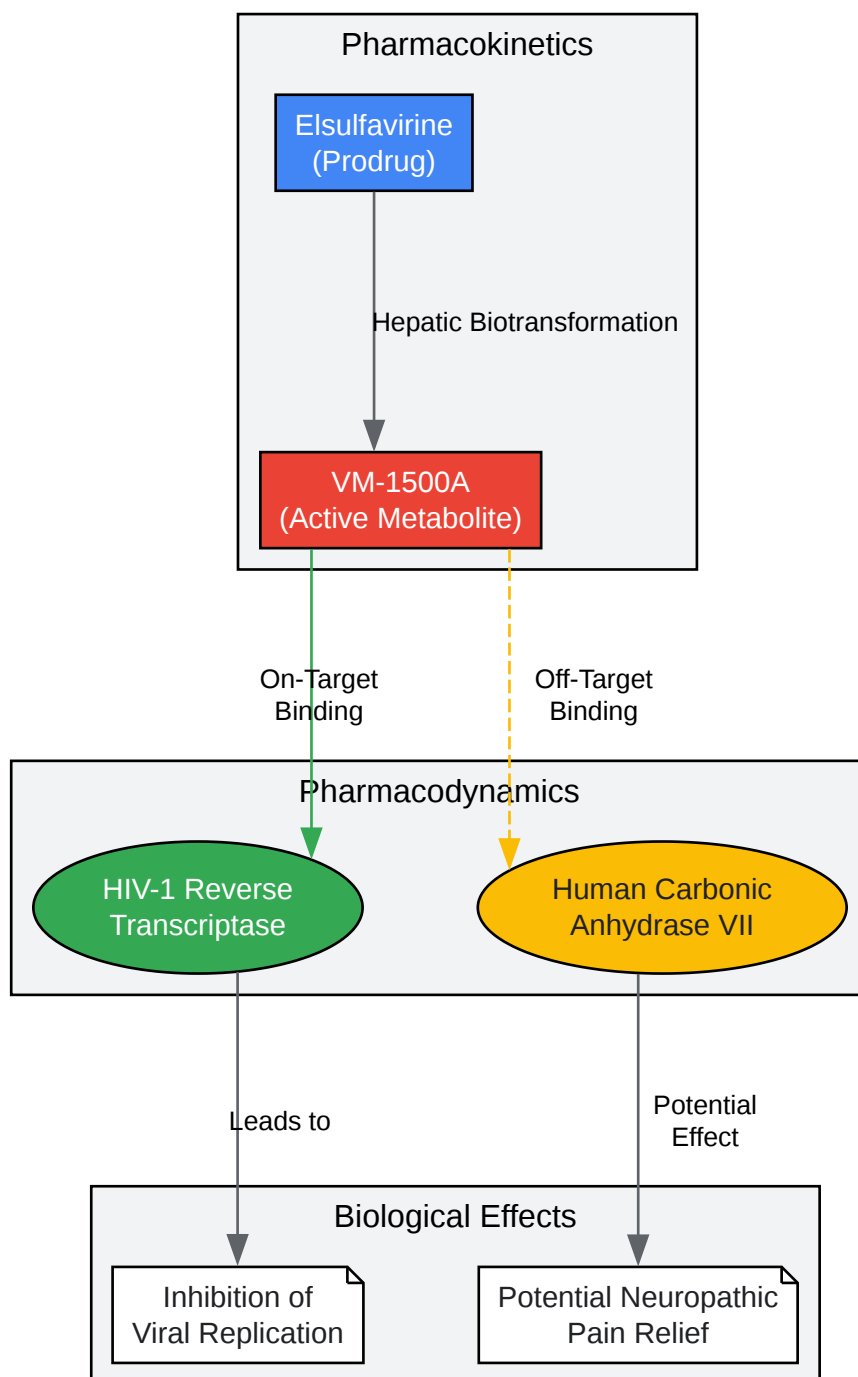 Pharmacokinetics
Elsulfavirine
(Prodrug)
Hepatic Biotransformation
VM-1500A
(Active Metabolite)
On-Target
Binding
Off-Target
Binding
Pharmacodynamics
HIV-1 Reverse
Transcriptase
Human Carbonic
Anhydrase VII
Leads to
Potential
Effect
Biological Effects
Inhibition of
Viral Replication
Potential Neuropathic
Pain Relief